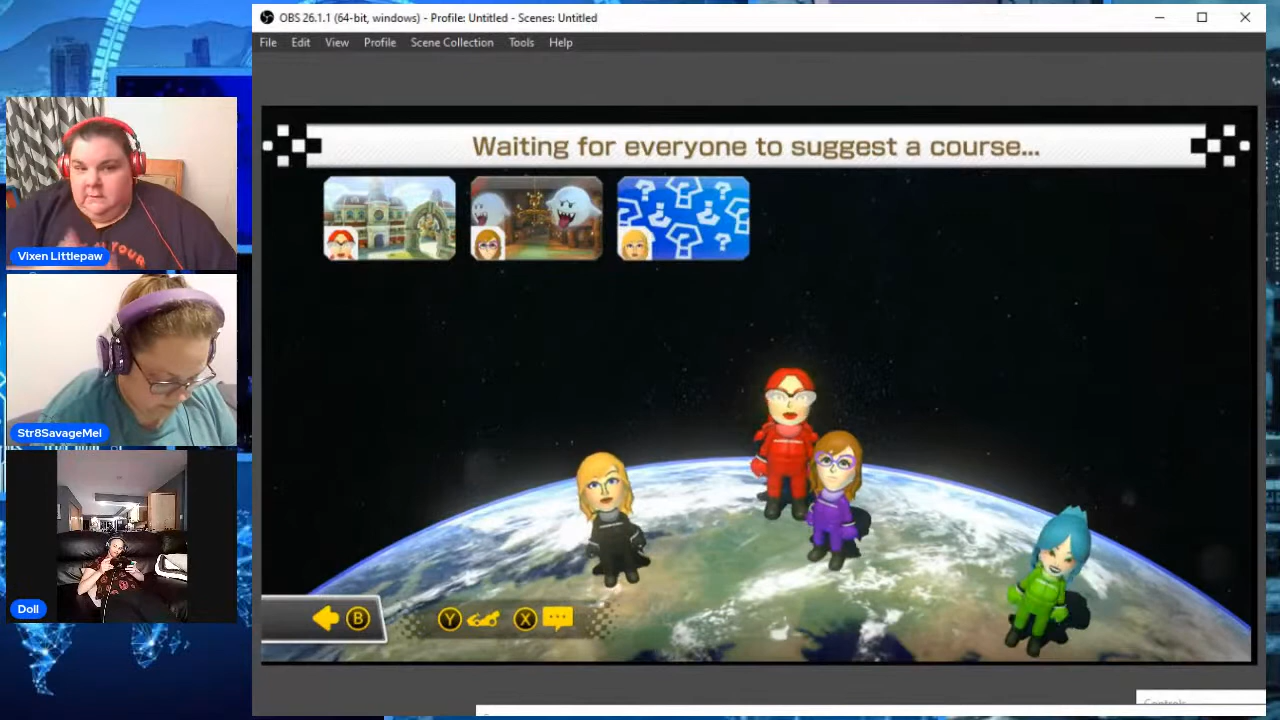 OBS 26.1.1 (64-bit, windows) - Profile: Untitled - Scenes: Untitled
File Edit View Profile Scene Collection Tools Help
Waiting for everyone to suggest a course...
Vixen Littlepaw
Str8SavageMel
Doll
B Y X